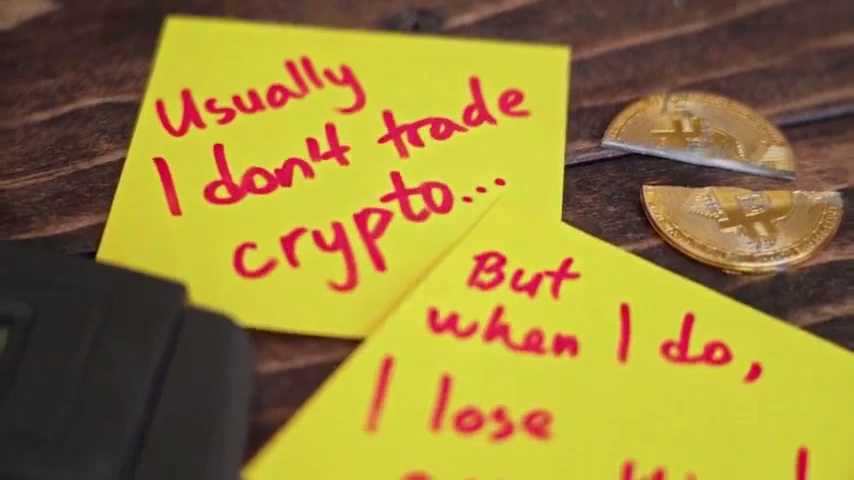 Usually
I don't trade
crypto...
But
when I do,
I lose